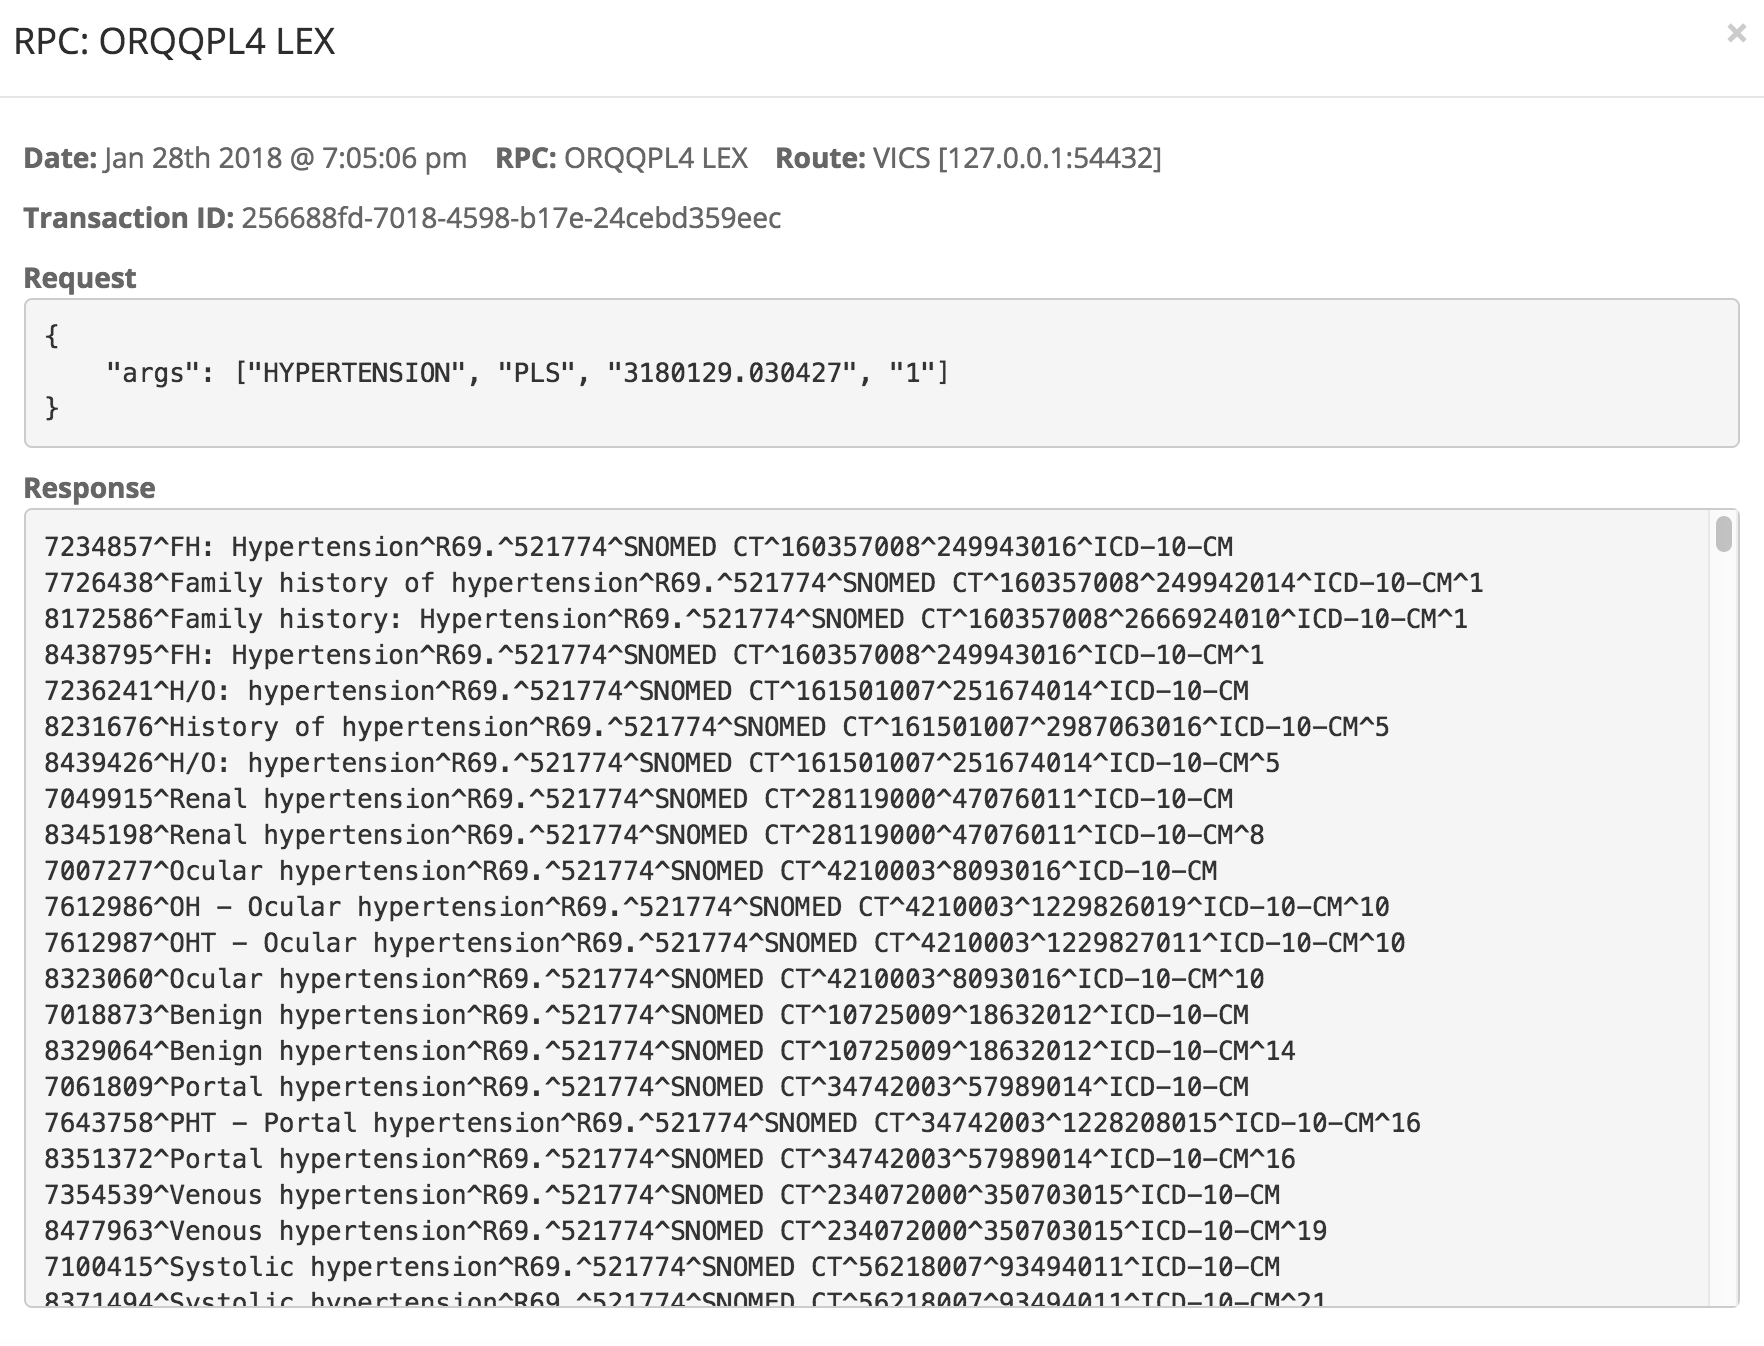 RPC: ORQQPL4 LEX ×
Date: Jan 28th 2018 @ 7:05:06 pm RPC: ORQQPL4 LEX Route: VICS [127.0.0.1:54432]
Transaction ID: 256688fd-7018-4598-b17e-24cebd359eec
Request
{
"args": ["HYPERTENSION", "PLS", "3180129.030427", "1"]
}
Response
7234857^FH: Hypertension^R69.^521774^SNOMED CT^160357008^249943016^ICD-10-CM
7726438^Family history of hypertension^R69.^521774^SNOMED CT^160357008^249942014^ICD-10-CM^1
8172586^Family history: Hypertension^R69.^521774^SNOMED CT^160357008^2666924010^ICD-10-CM^1
8438795^FH: Hypertension^R69.^521774^SNOMED CT^160357008^249943016^ICD-10-CM^1
7236241^H/O: hypertension^R69.^521774^SNOMED CT^161501007^251674014^ICD-10-CM
8231676^History of hypertension^R69.^521774^SNOMED CT^161501007^2987063016^ICD-10-CM^5
8439426^H/O: hypertension^R69.^521774^SNOMED CT^161501007^251674014^ICD-10-CM^5
7049915^Renal hypertension^R69.^521774^SNOMED CT^28119000^47076011^ICD-10-CM
8345198^Renal hypertension^R69.^521774^SNOMED CT^28119000^47076011^ICD-10-CM^8
7007277^Ocular hypertension^R69.^521774^SNOMED CT^4210003^8093016^ICD-10-CM
7612986^OH - Ocular hypertension^R69.^521774^SNOMED CT^4210003^1229826019^ICD-10-CM^10
7612987^OHT - Ocular hypertension^R69.^521774^SNOMED CT^4210003^1229827011^ICD-10-CM^10
8323060^Ocular hypertension^R69.^521774^SNOMED CT^4210003^8093016^ICD-10-CM^10
7018873^Benign hypertension^R69.^521774^SNOMED CT^10725009^18632012^ICD-10-CM
8329064^Benign hypertension^R69.^521774^SNOMED CT^10725009^18632012^ICD-10-CM^14
7061809^Portal hypertension^R69.^521774^SNOMED CT^34742003^57989014^ICD-10-CM
7643758^PHT - Portal hypertension^R69.^521774^SNOMED CT^34742003^1228208015^ICD-10-CM^16
8351372^Portal hypertension^R69.^521774^SNOMED CT^34742003^57989014^ICD-10-CM^16
7354539^Venous hypertension^R69.^521774^SNOMED CT^234072000^350703015^ICD-10-CM
8477963^Venous hypertension^R69.^521774^SNOMED CT^234072000^350703015^ICD-10-CM^19
7100415^Systolic hypertension^R69.^521774^SNOMED CT^56218007^93494011^ICD-10-CM
8371494^Systolic hypertension^R69.^521774^SNOMED CT^56218007^93494011^ICD-10-CM^21